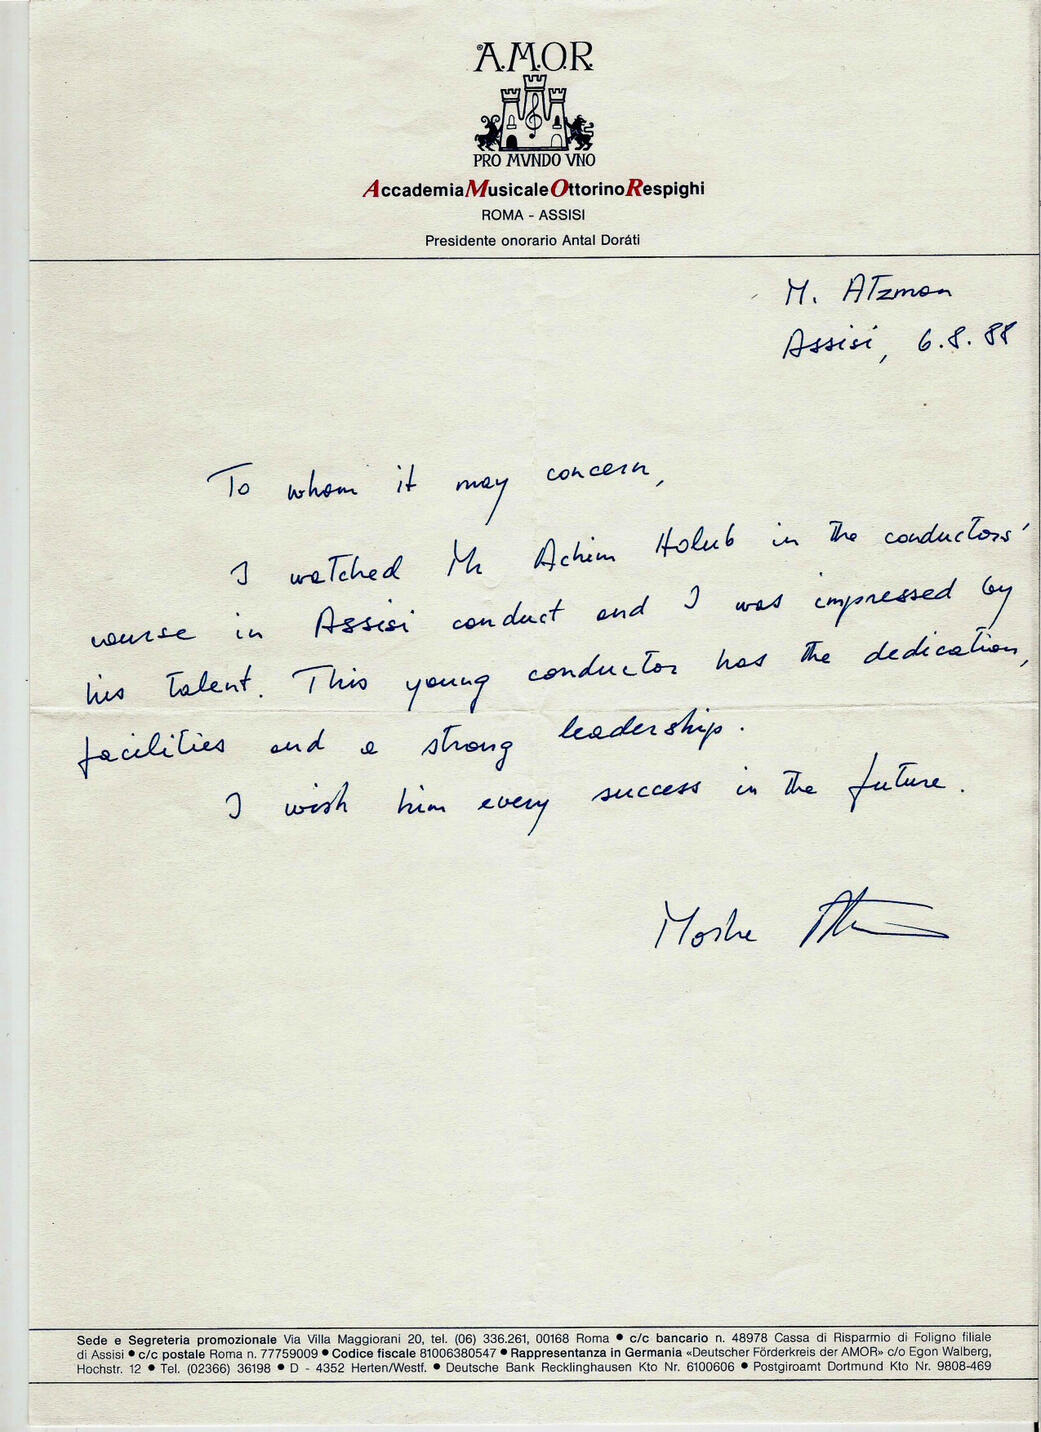 A.M.O.R
PRO MVNDO VNO
AccademiaMusicaleOttorinoRespighi
ROMA - ASSISI
Presidente onorario Antal Doráti
M. Atzmon
Assisi, 6.8.88
To whom it may concern,
I watched Mr Achim Holub in the conductors'
course in Assisi conduct and I was impressed by
his talent. This young conductor has the dedication,
facilities and a strong leadership.
I wish him every success in the future.
Moshe Atzmon
Sede e Segreteria promozionale Via Villa Maggiorani 20, tel. (06) 336.261, 00168 Roma ● c/c bancario n. 48978 Cassa di Risparmio di Foligno filiale
di Assisi ● c/c postale Roma n. 77759009 ● Codice fiscale 81006380547 ● Rappresentanza in Germania «Deutscher Förderkreis der AMOR» c/o Egon Walberg,
Hochstr. 12 ● Tel. (02366) 36198 ● D - 4352 Herten/Westf. ● Deutsche Bank Recklinghausen Kto Nr. 6100606 ● Postgiroamt Dortmund Kto Nr. 9808-469